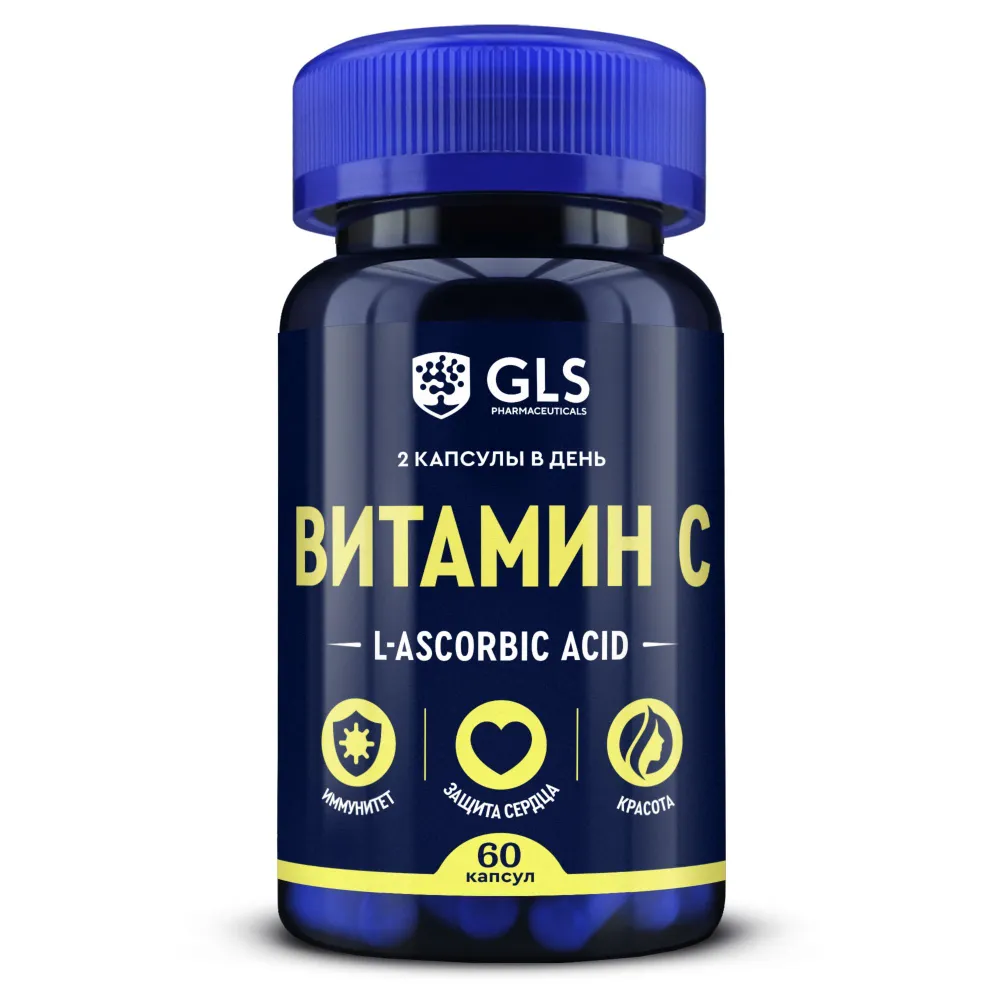 GLS
PHARMACEUTICALS
2 КАПСУЛЫ В ДЕНЬ
ВИТАМИН С
L-ASCORBIC ACID
ИММУНИТЕТ
ЗАЩИТА СЕРДЦА
КРАСОТА
60
капсул